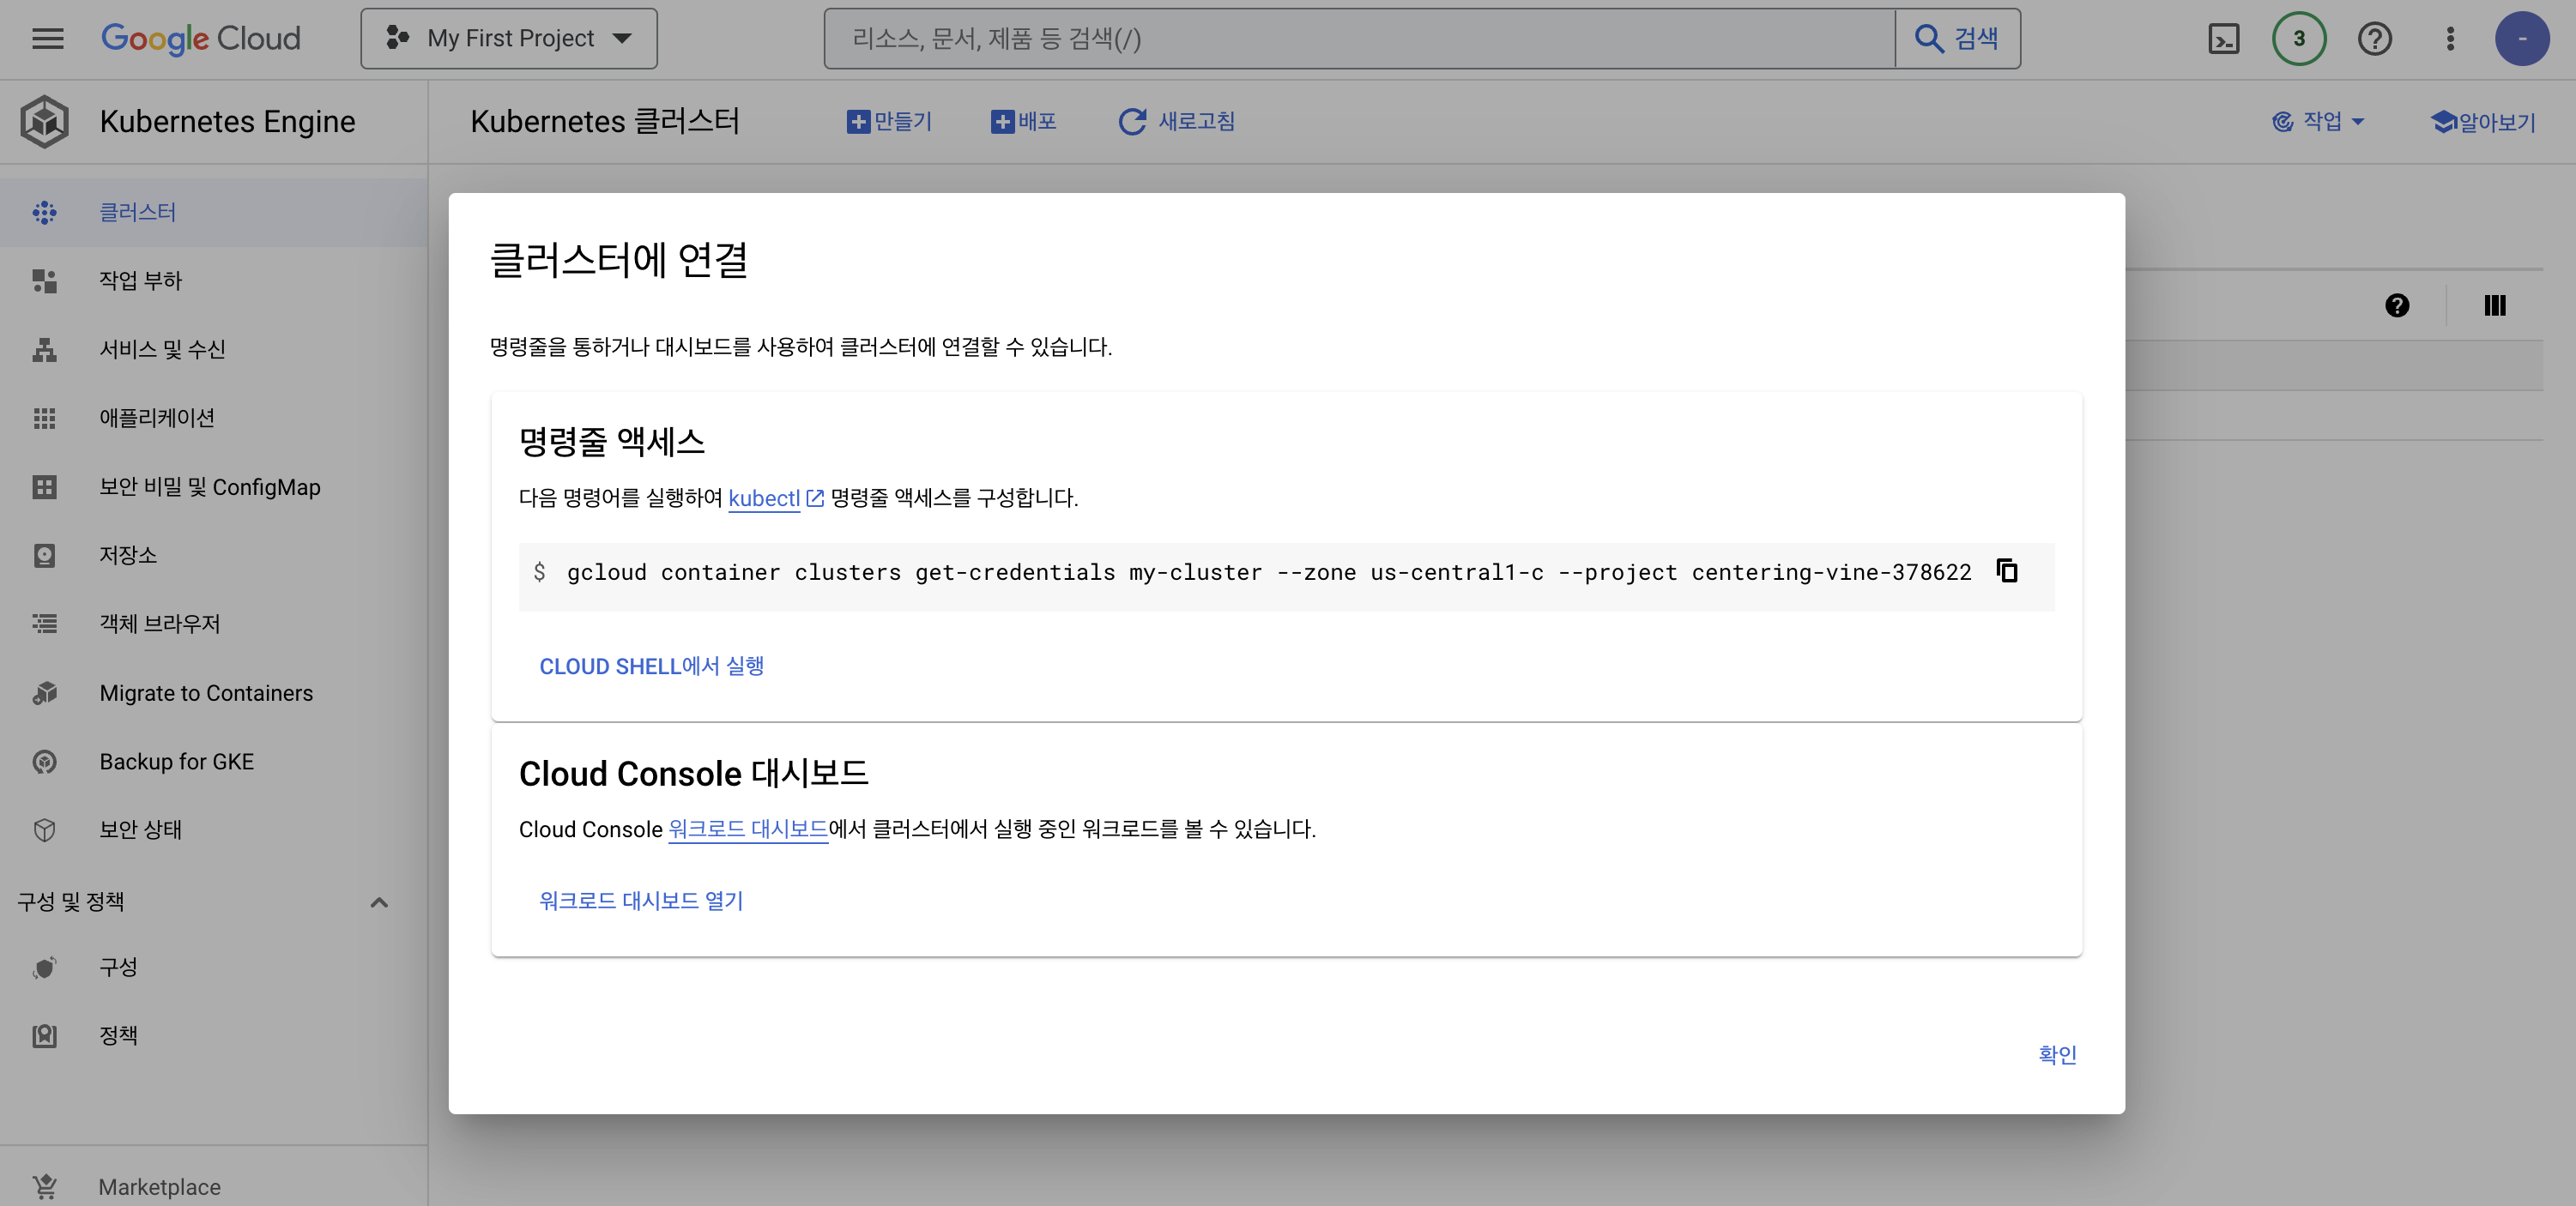 Google Cloud
My First Project
리소스, 문서, 제품 등 검색(/)
검색
3
-
Kubernetes Engine
Kubernetes 클러스터
만들기
배포
새로고침
작업
알아보기
클러스터
작업 부하
서비스 및 수신
애플리케이션
보안 비밀 및 ConfigMap
저장소
객체 브라우저
Migrate to Containers
Backup for GKE
보안 상태
구성 및 정책
구성
정책
Marketplace
클러스터에 연결
명령줄을 통하거나 대시보드를 사용하여 클러스터에 연결할 수 있습니다.
명령줄 액세스
다음 명령어를 실행하여 kubectl 명령줄 액세스를 구성합니다.
$ gcloud container clusters get-credentials my-cluster --zone us-central1-c --project centering-vine-378622
CLOUD SHELL에서 실행
Cloud Console 대시보드
Cloud Console 워크로드 대시보드에서 클러스터에서 실행 중인 워크로드를 볼 수 있습니다.
워크로드 대시보드 열기
확인